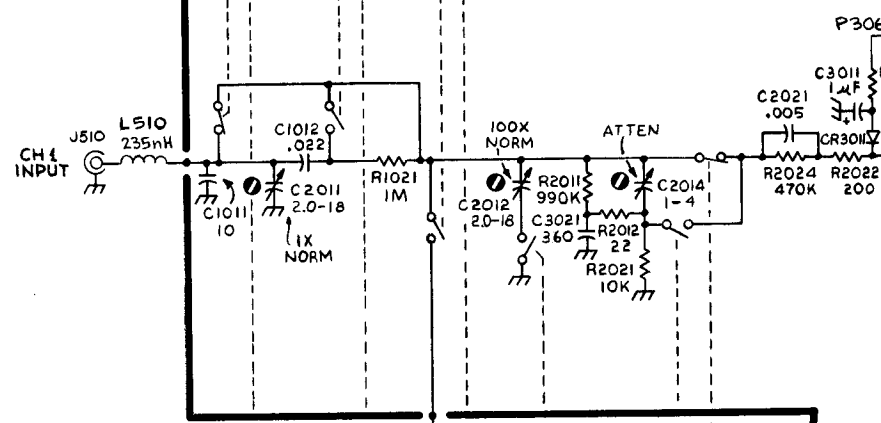 P306
C3011
1 µF
C2021
.005
CR3011
R2024
470K
R2022
200
L510
235nH
J510
CH1
INPUT
C1012
.022
C1011
10
C2011
2.0-18
1X
NORM
R1021
1M
100X
NORM
C2012
2.0-18
ATTEN
R2011
990K
C2014
1-4
C3021
360
R2012
22
R2021
10K